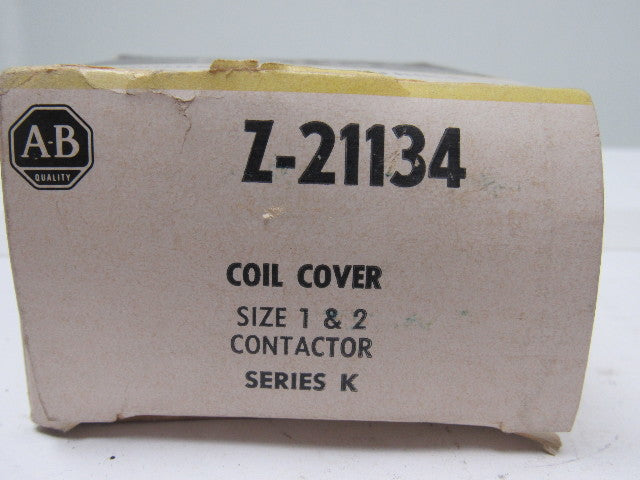 A-B
QUALITY
Z-21134
COIL COVER
SIZE 1 & 2
CONTACTOR
SERIES K